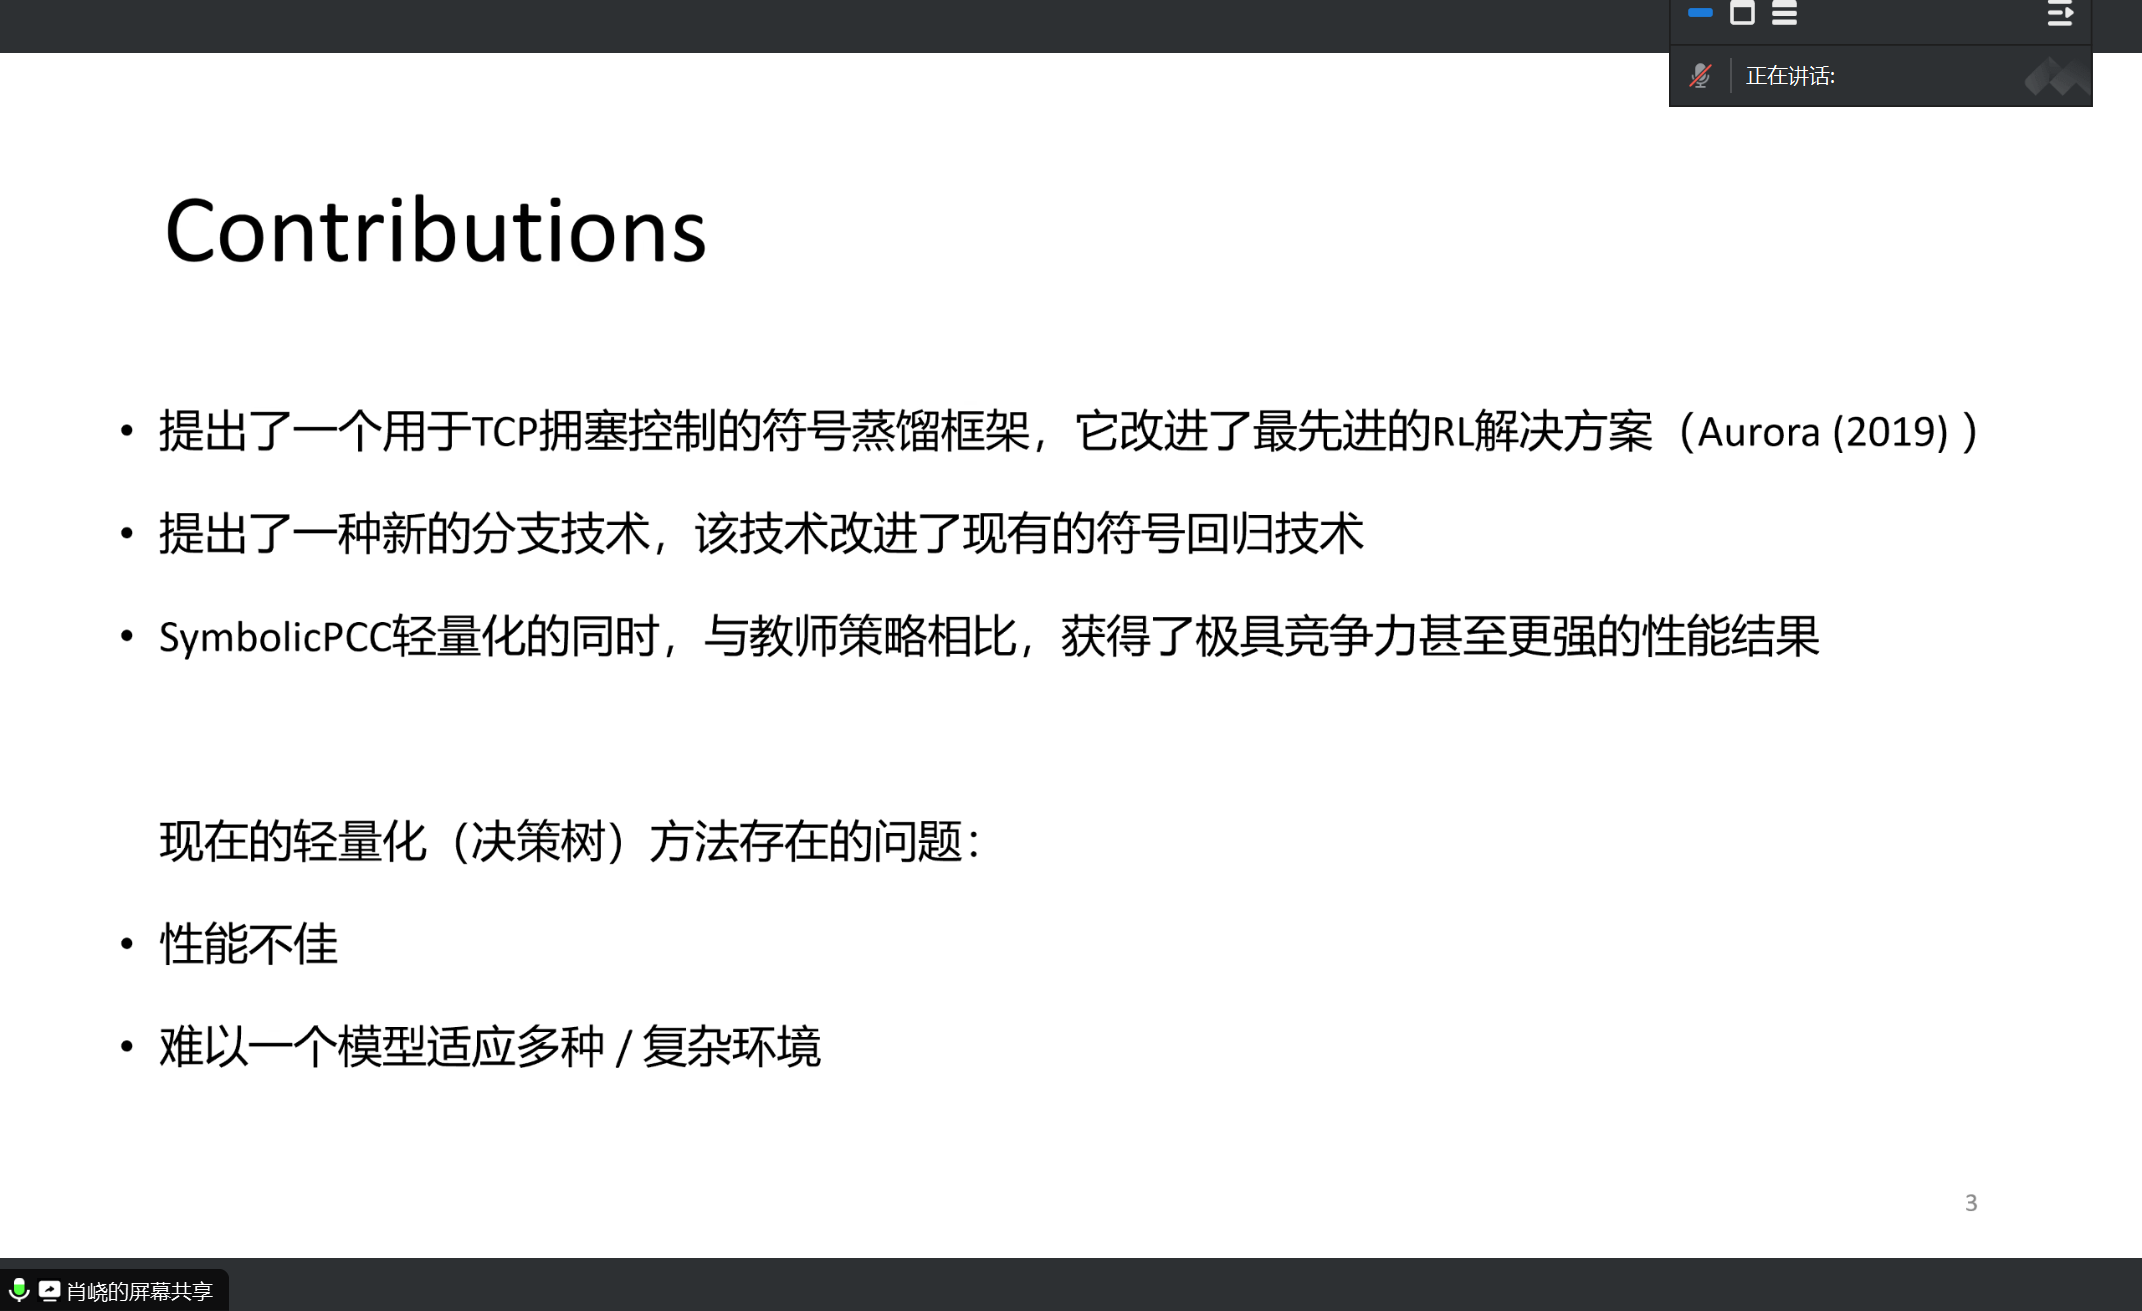 正在讲话:
Contributions
• 提出了一个用于TCP拥塞控制的符号蒸馏框架，它改进了最先进的RL解决方案（Aurora (2019) ）
• 提出了一种新的分支技术，该技术改进了现有的符号回归技术
• SymbolicPCC轻量化的同时，与教师策略相比，获得了极具竞争力甚至更强的性能结果
现在的轻量化（决策树）方法存在的问题：
• 性能不佳
• 难以一个模型适应多种 / 复杂环境
3
肖峣的屏幕共享